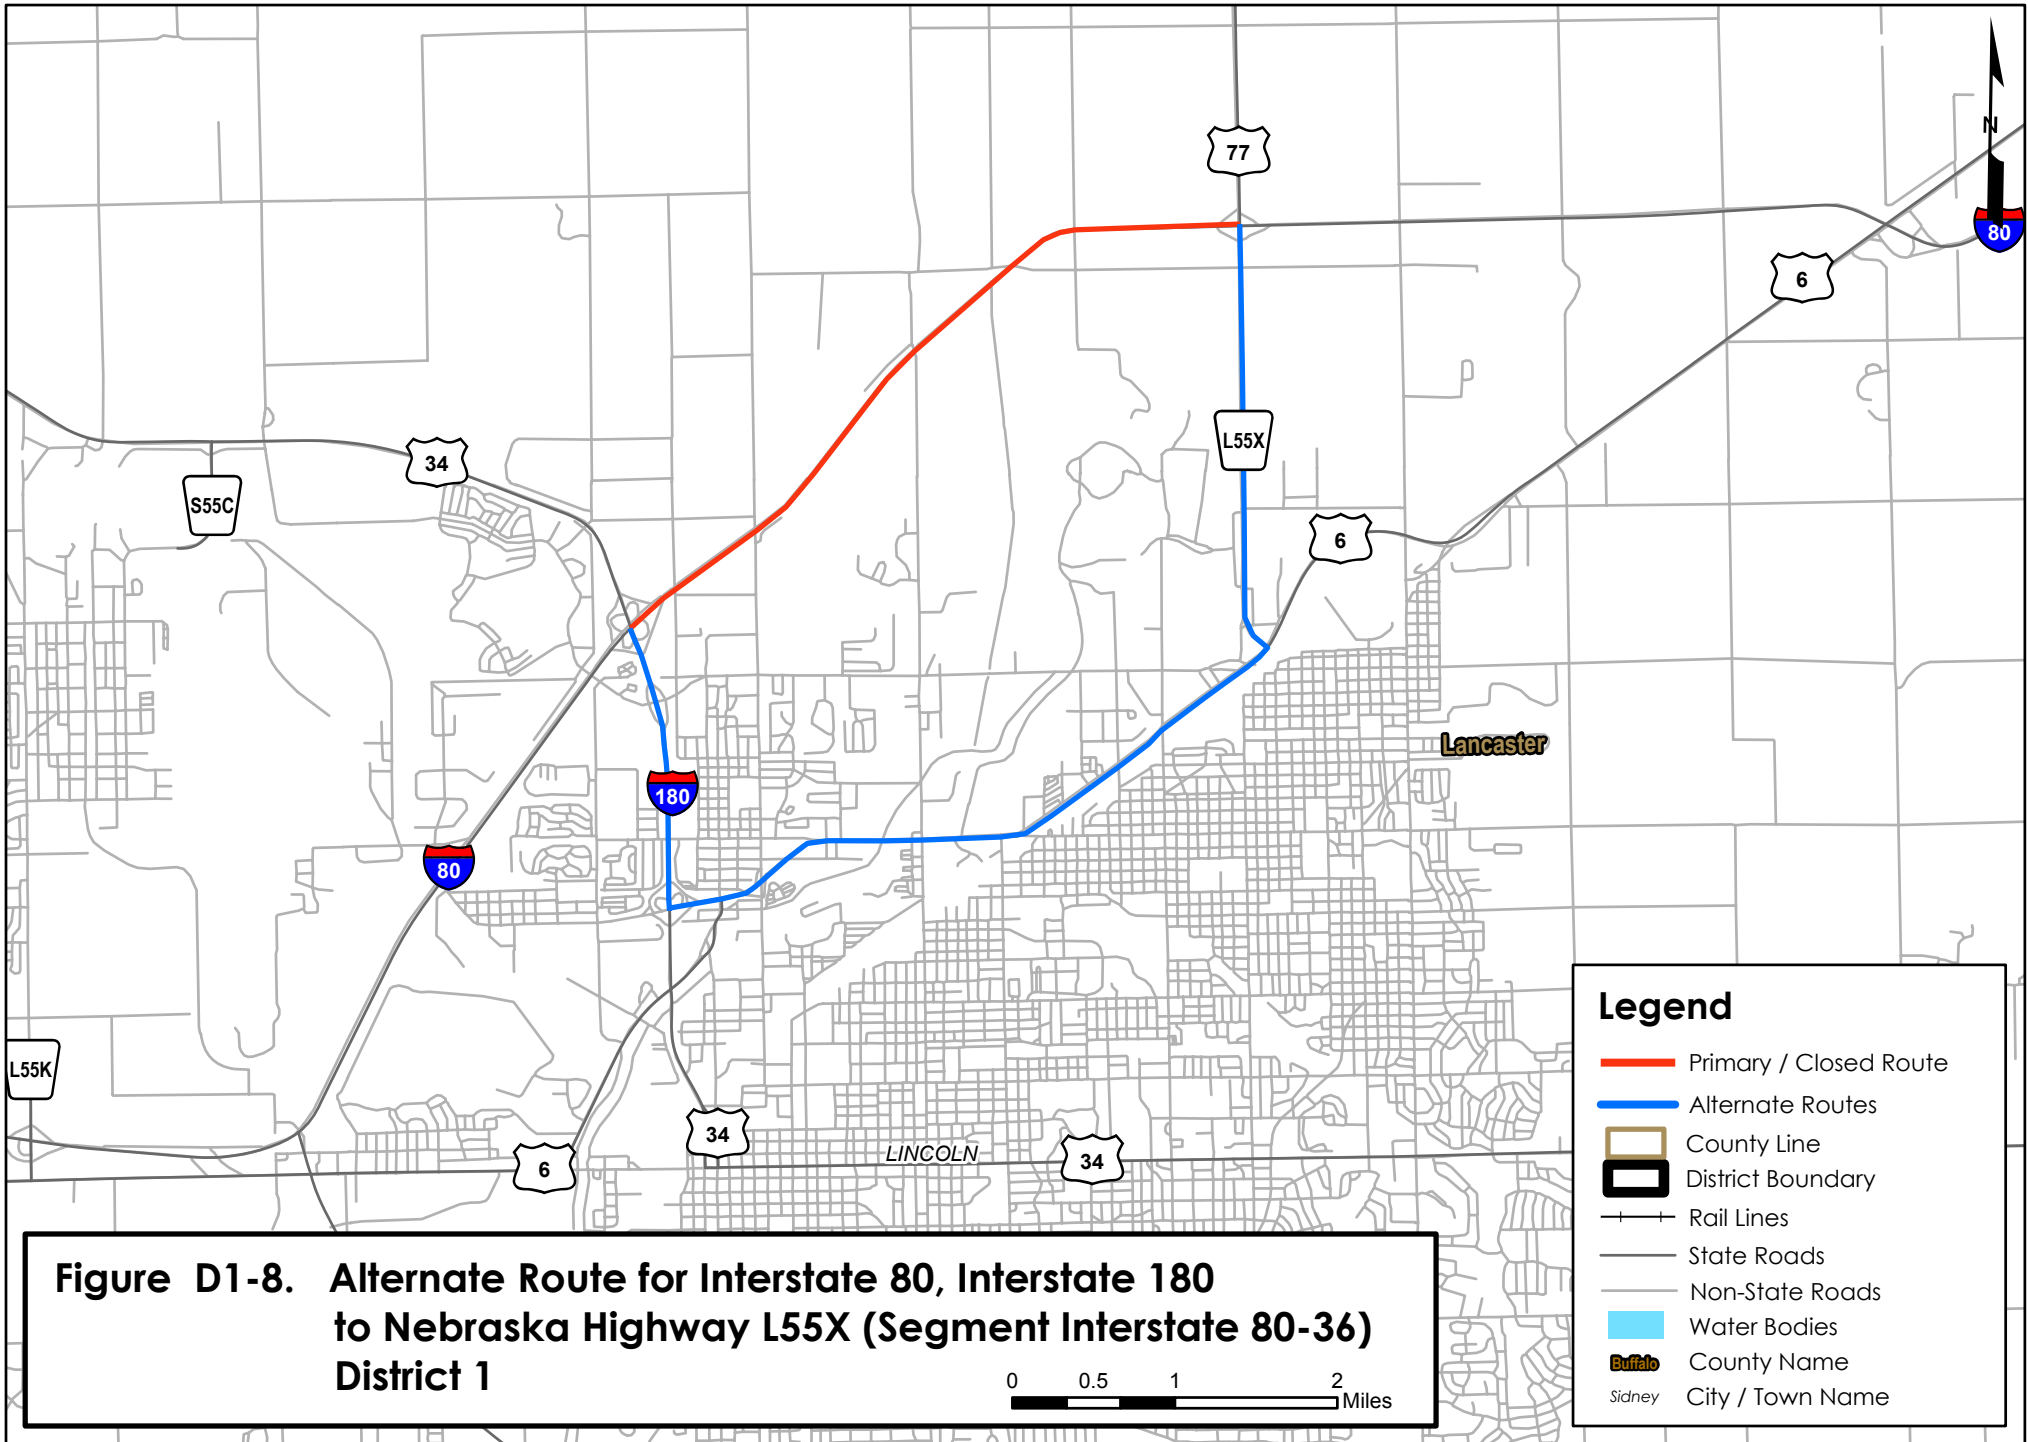 77
N
80
6
L55X
34
S55C
6
Lancaster
180
80
L55K
34
LINCOLN
34
6
Legend
Primary / Closed Route
Alternate Routes
County Line
District Boundary
Rail Lines
State Roads
Non-State Roads
Water Bodies
Buffalo County Name
Sidney City / Town Name
Figure D1-8. Alternate Route for Interstate 80, Interstate 180
to Nebraska Highway L55X (Segment Interstate 80-36)
District 1
0 0.5 1 2
Miles